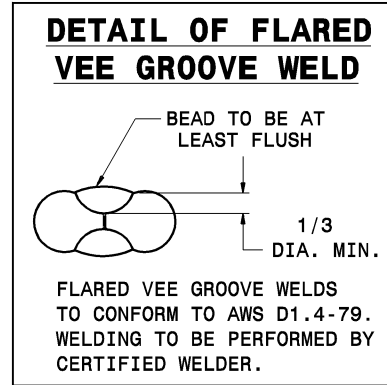 DETAIL OF FLARED
VEE GROOVE WELD
BEAD TO BE AT
LEAST FLUSH
1/3
DIA. MIN.
FLARED VEE GROOVE WELDS
TO CONFORM TO AWS D1.4-79.
WELDING TO BE PERFORMED BY
CERTIFIED WELDER.